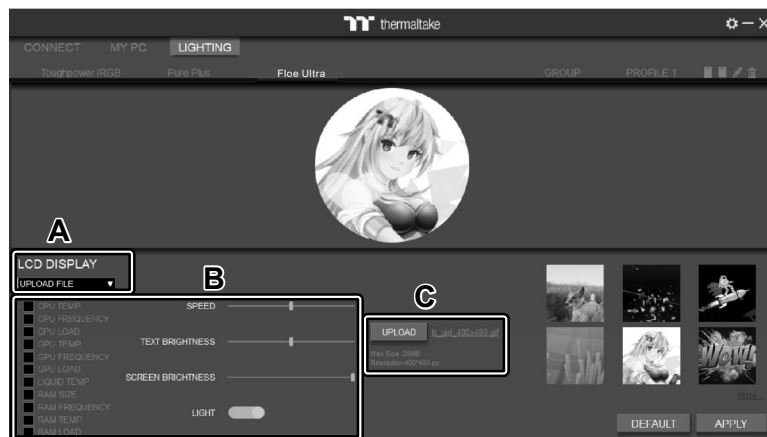 thermaltake
CONNECT MY PC LIGHTING
Toughpower iRGB Pure Plus Floe Ultra GROUP PROFILE 1
A
LCD DISPLAY
UPLOAD FILE
B
CPU TEMP
CPU FREQUENCY
CPU LOAD
GPU TEMP
GPU FREQUENCY
GPU LOAD
LIQUID TEMP
RAM SIZE
RAM FREQUENCY
RAM TEMP
RAM LOAD
SPEED
TEXT BRIGHTNESS
SCREEN BRIGHTNESS
LIGHT
C
UPLOAD tt_girl_480x480.gif
Max Size: 20MB
Resolution:480*480 px
WOW!
More...
DEFAULT APPLY